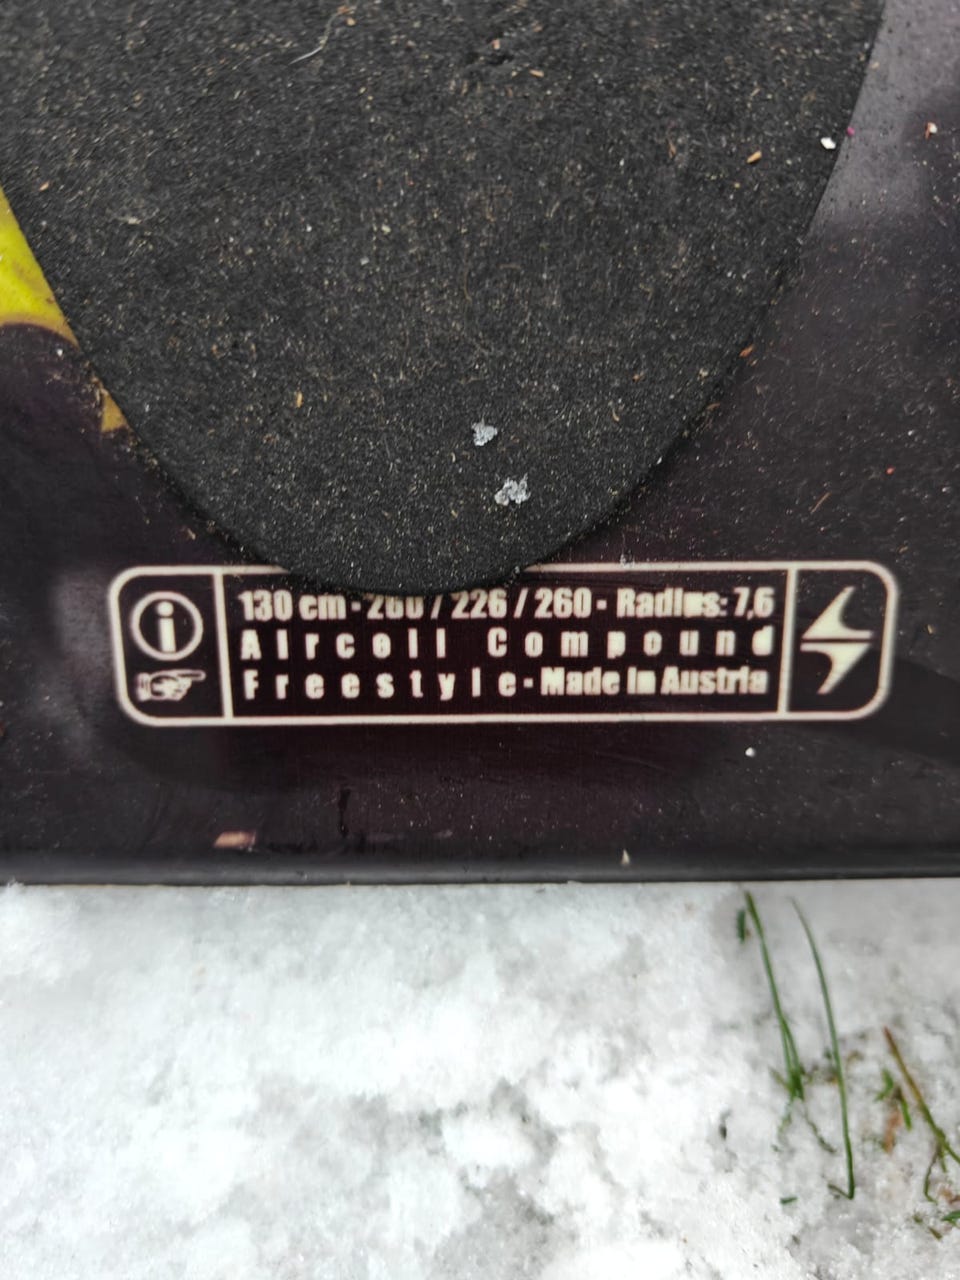 130 cm - 260 / 226 / 260 - Radius: 7,6
Aircell Compound
Freestyle - Made in Austria